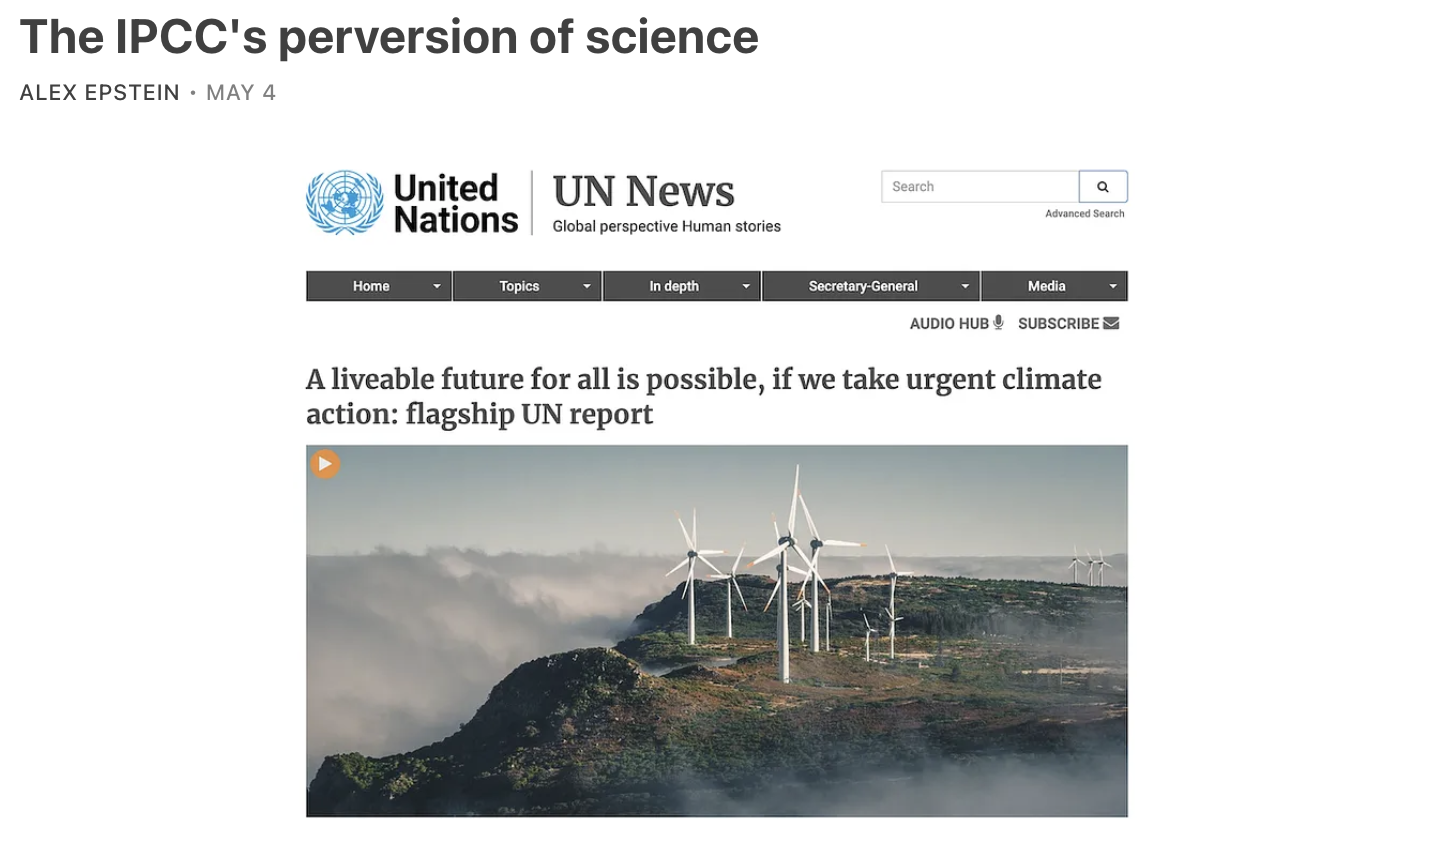 The IPCC's perversion of science
ALEX EPSTEIN • MAY 4
United
Nations
UN News
Global perspective Human stories
Search
Advanced Search
Home
Topics
In depth
Secretary-General
Media
AUDIO HUB
SUBSCRIBE
A liveable future for all is possible, if we take urgent climate
action: flagship UN report